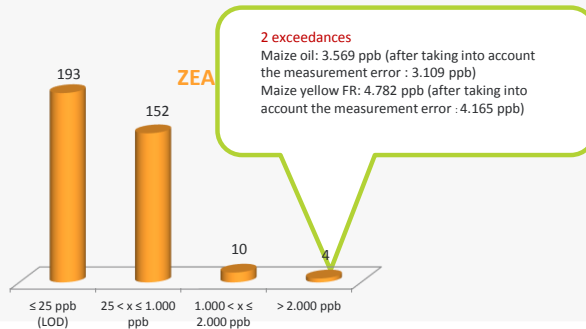 2 exceedances
Maize oil: 3.569 ppb (after taking into account
the measurement error : 3.109 ppb)
Maize yellow FR: 4.782 ppb (after taking into
account the measurement error : 4.165 ppb)
ZEA
193
152
10
4
≤ 25 ppb
(LOD)
25 < x ≤ 1.000
ppb
1.000 < x ≤
2.000 ppb
> 2.000 ppb